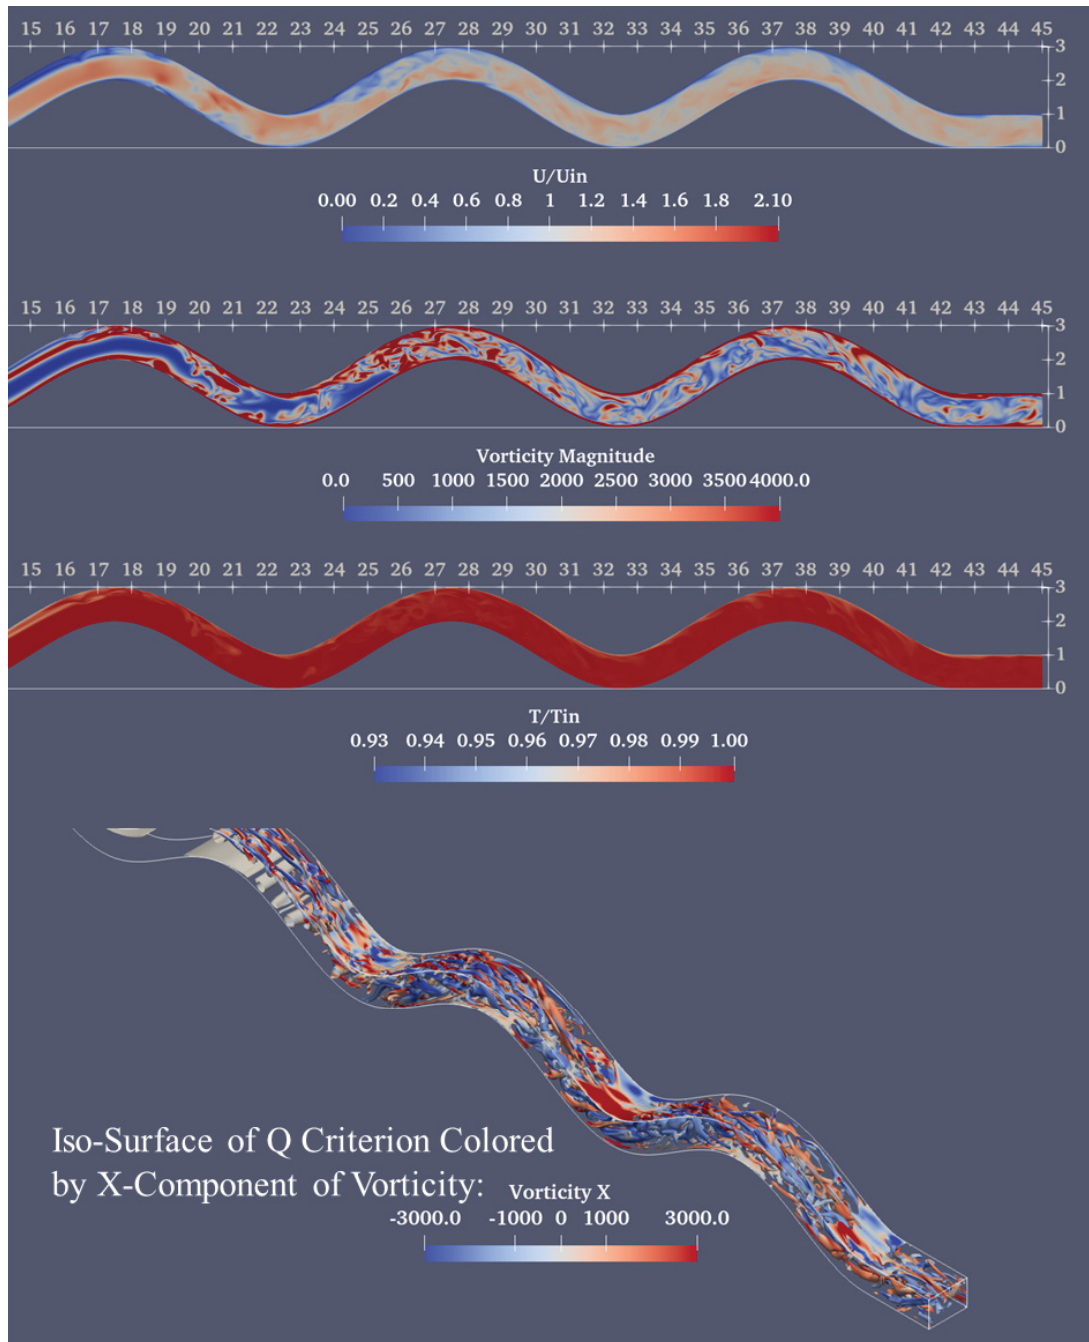 15 16 17 18 19 20 21 22 23 24 25 26 27 28 29 30 31 32 33 34 35 36 37 38 39 40 41 42 43 44 45
3
2
1
0
U/Uin
0.00 0.2 0.4 0.6 0.8 1 1.2 1.4 1.6 1.8 2.10
15 16 17 18 19 20 21 22 23 24 25 26 27 28 29 30 31 32 33 34 35 36 37 38 39 40 41 42 43 44 45
3
2
1
0
Vorticity Magnitude
0.0 500 1000 1500 2000 2500 3000 3500 4000.0
15 16 17 18 19 20 21 22 23 24 25 26 27 28 29 30 31 32 33 34 35 36 37 38 39 40 41 42 43 44 45
3
2
1
0
T/Tin
0.93 0.94 0.95 0.96 0.97 0.98 0.99 1.00
Iso-Surface of Q Criterion Colored
by X-Component of Vorticity:
Vorticity X
-3000.0 -1000 0 1000 3000.0